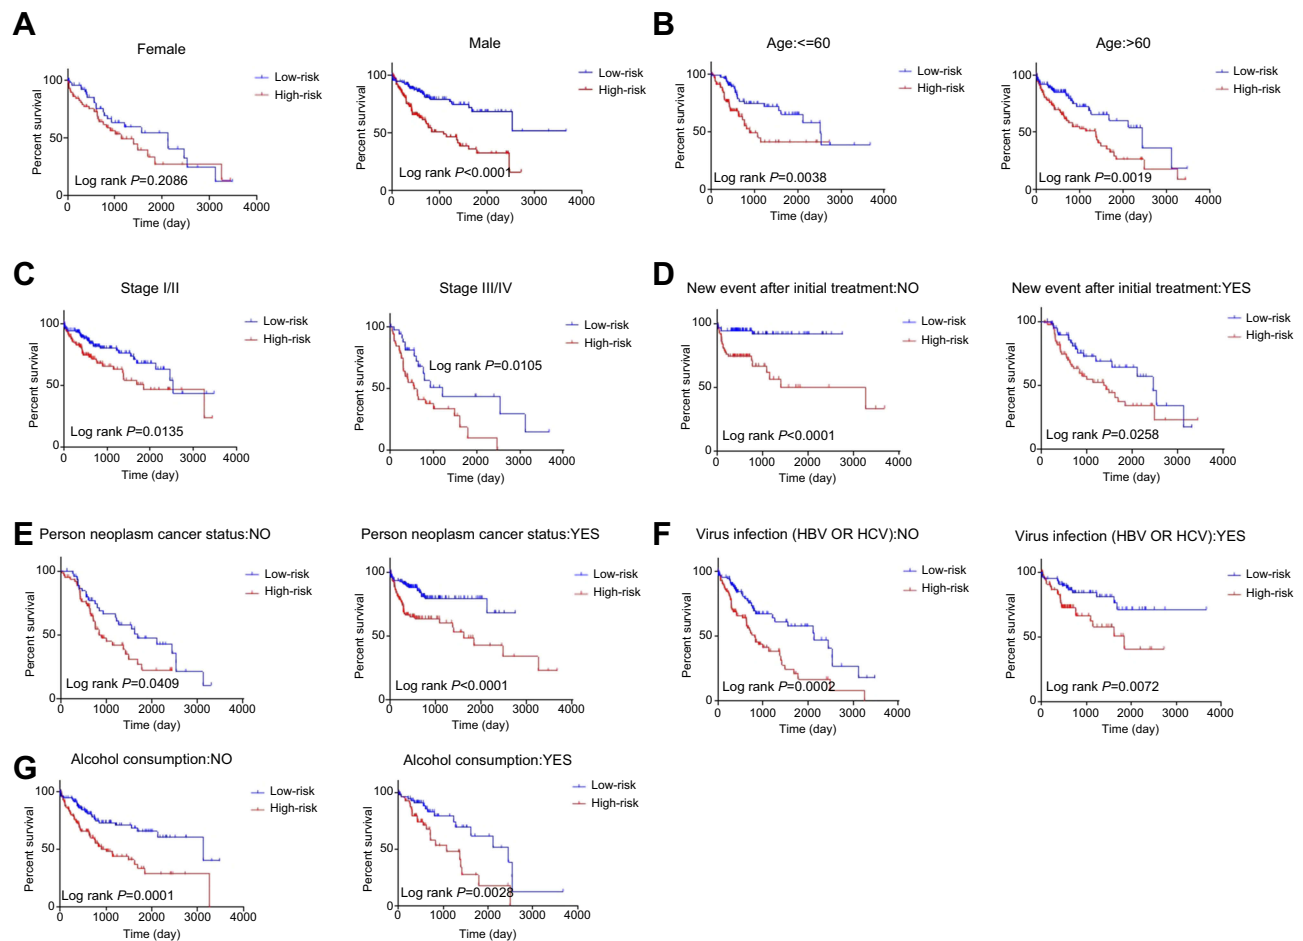 A
Female
Percent survival
100
50
0
Low-risk
High-risk
Log rank P=0.2086
0 1000 2000 3000 4000
Time (day)
Male
Percent survival
100
50
0
Low-risk
High-risk
Log rank P<0.0001
0 1000 2000 3000 4000
Time (day)
B
Age:<=60
Percent survival
100
50
0
Low-risk
High-risk
Log rank P=0.0038
0 1000 2000 3000 4000
Time (day)
Age:>60
Percent survival
100
50
0
Low-risk
High-risk
Log rank P=0.0019
0 1000 2000 3000 4000
Time (day)
C
Stage I/II
Percent survival
100
50
0
Low-risk
High-risk
Log rank P=0.0135
0 1000 2000 3000 4000
Time (day)
Stage III/IV
Percent survival
100
50
0
Low-risk
High-risk
Log rank P=0.0105
0 1000 2000 3000 4000
Time (day)
D
New event after initial treatment:NO
Percent survival
100
50
0
Low-risk
High-risk
Log rank P<0.0001
0 1000 2000 3000 4000
Time (day)
New event after initial treatment:YES
Percent survival
100
50
0
Low-risk
High-risk
Log rank P=0.0258
0 1000 2000 3000 4000
Time (day)
E
Person neoplasm cancer status:NO
Percent survival
100
50
0
Low-risk
High-risk
Log rank P=0.0409
0 1000 2000 3000 4000
Time (day)
Person neoplasm cancer status:YES
Percent survival
100
50
0
Low-risk
High-risk
Log rank P<0.0001
0 1000 2000 3000 4000
Time (day)
F
Virus infection (HBV OR HCV):NO
Percent survival
100
50
0
Low-risk
High-risk
Log rank P=0.0002
0 1000 2000 3000 4000
Time (day)
Virus infection (HBV OR HCV):YES
Percent survival
100
50
0
Low-risk
High-risk
Log rank P=0.0072
0 1000 2000 3000 4000
Time (day)
G
Alcohol consumption:NO
Percent survival
100
50
0
Low-risk
High-risk
Log rank P=0.0001
0 1000 2000 3000 4000
Time (day)
Alcohol consumption:YES
Percent survival
100
50
0
Low-risk
High-risk
Log rank P=0.0028
0 1000 2000 3000 4000
Time (day)